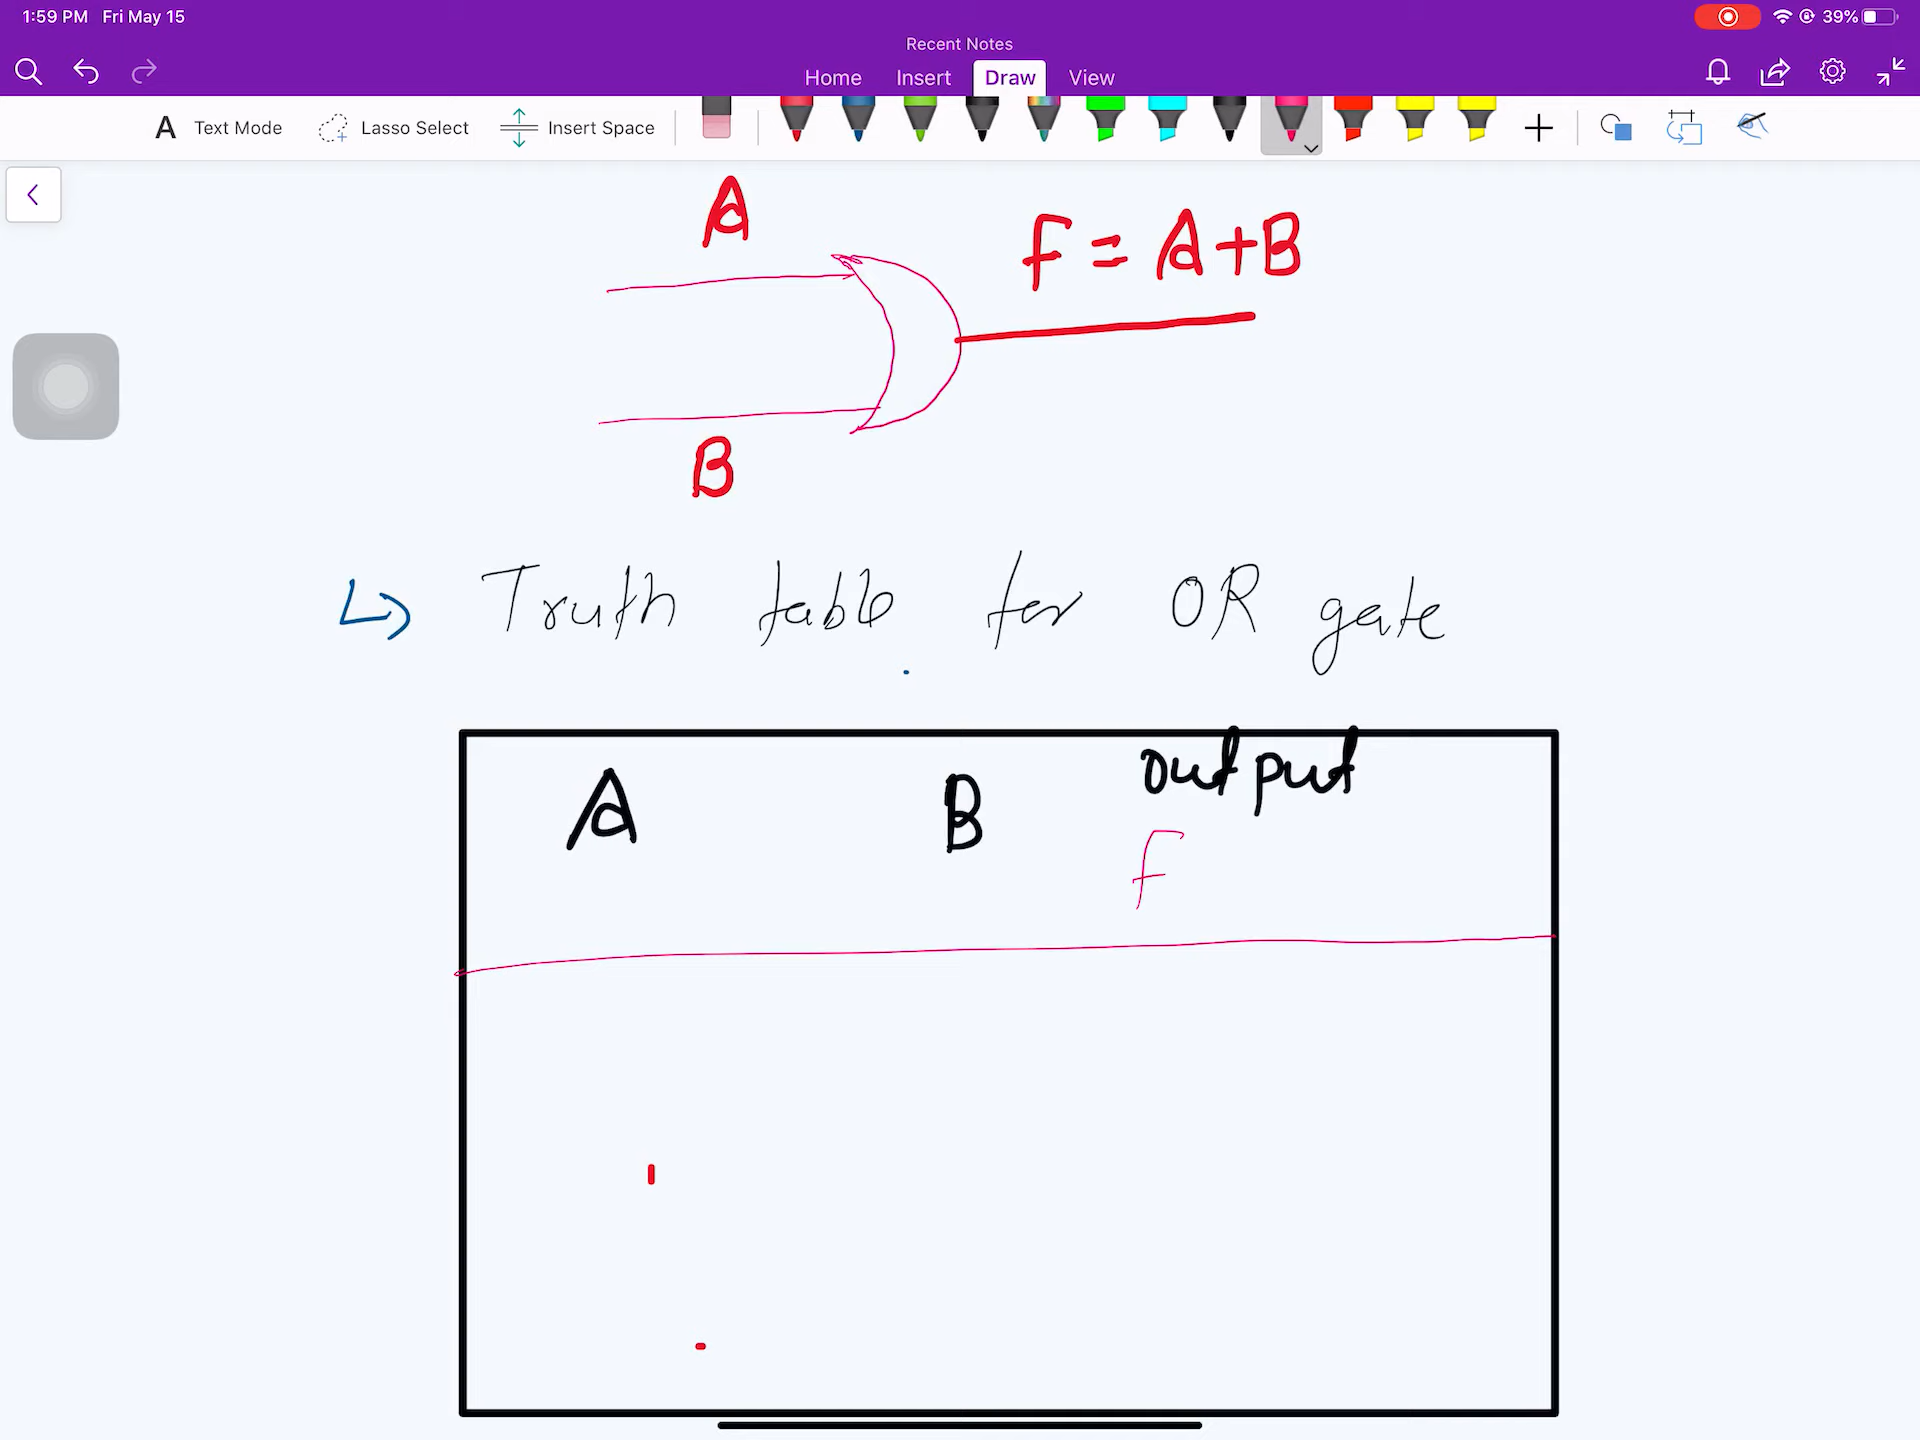 1:59 PM Fri May 15 39%
Recent Notes
Home Insert Draw View
A Text Mode Lasso Select Insert Space
A
F = A+B
B
Truth table for OR gate
A B output
F